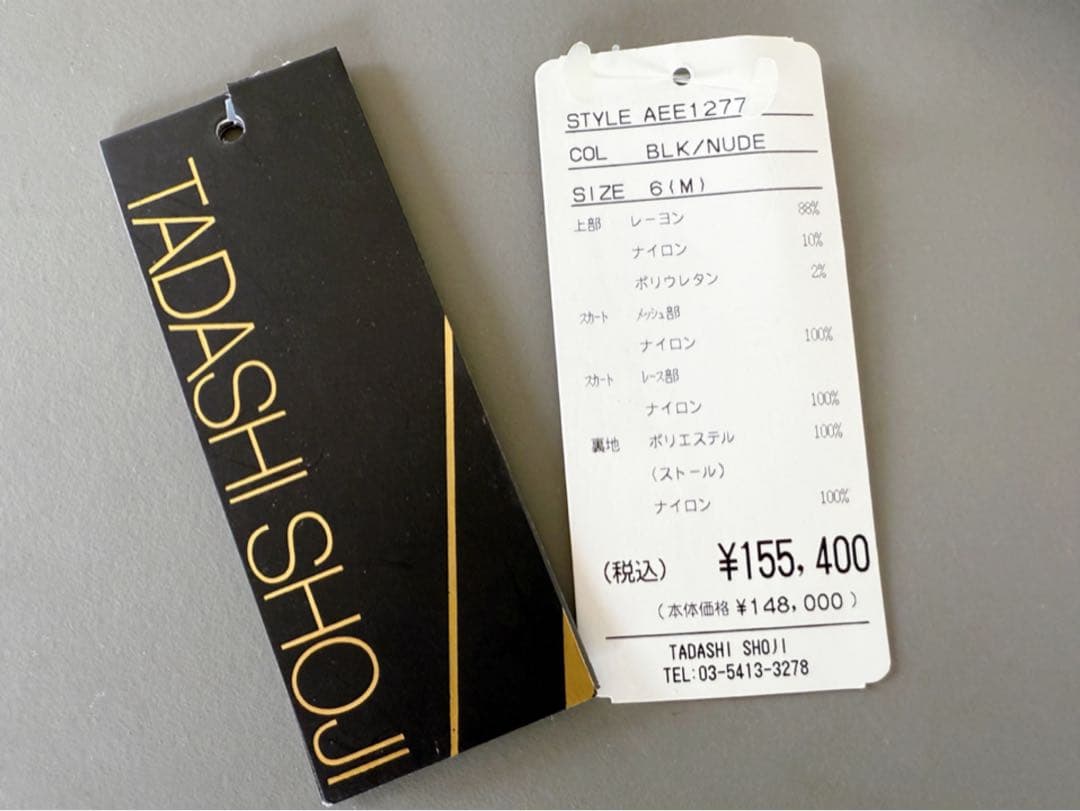 TADASHI SHOJI
STYLE AEE1277
COL BLK/NUDE
SIZE 6(M)
上部 レーヨン 88%
ナイロン 10%
ポリウレタン 2%
スカート メッシュ部
ナイロン 100%
スカート レース部
ナイロン 100%
裏地 ポリエステル 100%
(ストール)
ナイロン 100%
(税込) ¥155,400
(本体価格 ¥148,000)
TADASHI SHOJI
TEL:03-5413-3278